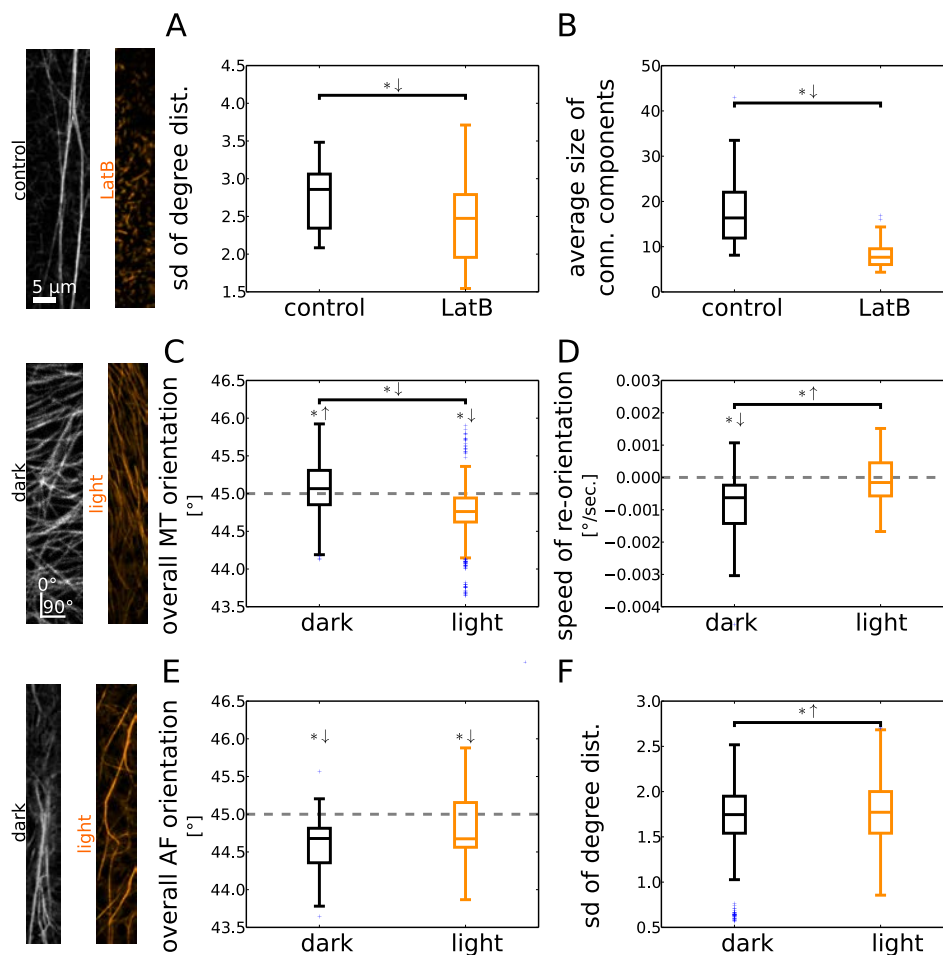 A
control
LatB
5 μm
sd of degree dist.
4.5
4.0
3.5
3.0
2.5
2.0
1.5
*↓
control
LatB
B
average size of
conn. components
50
40
30
20
10
0
*↓
control
LatB
C
dark
light
0°
90°
overall MT orientation
[°]
46.5
46.0
45.5
45.0
44.5
44.0
43.5
*↑
*↓
*↓
dark
light
D
speed of re-orientation
[°/sec.]
0.003
0.002
0.001
0.000
−0.001
−0.002
−0.003
−0.004
*↓
*↑
dark
light
E
dark
light
overall AF orientation
[°]
46.5
46.0
45.5
45.0
44.5
44.0
43.5
*↓
*↓
dark
light
F
sd of degree dist.
3.0
2.5
2.0
1.5
1.0
0.5
*↑
dark
light